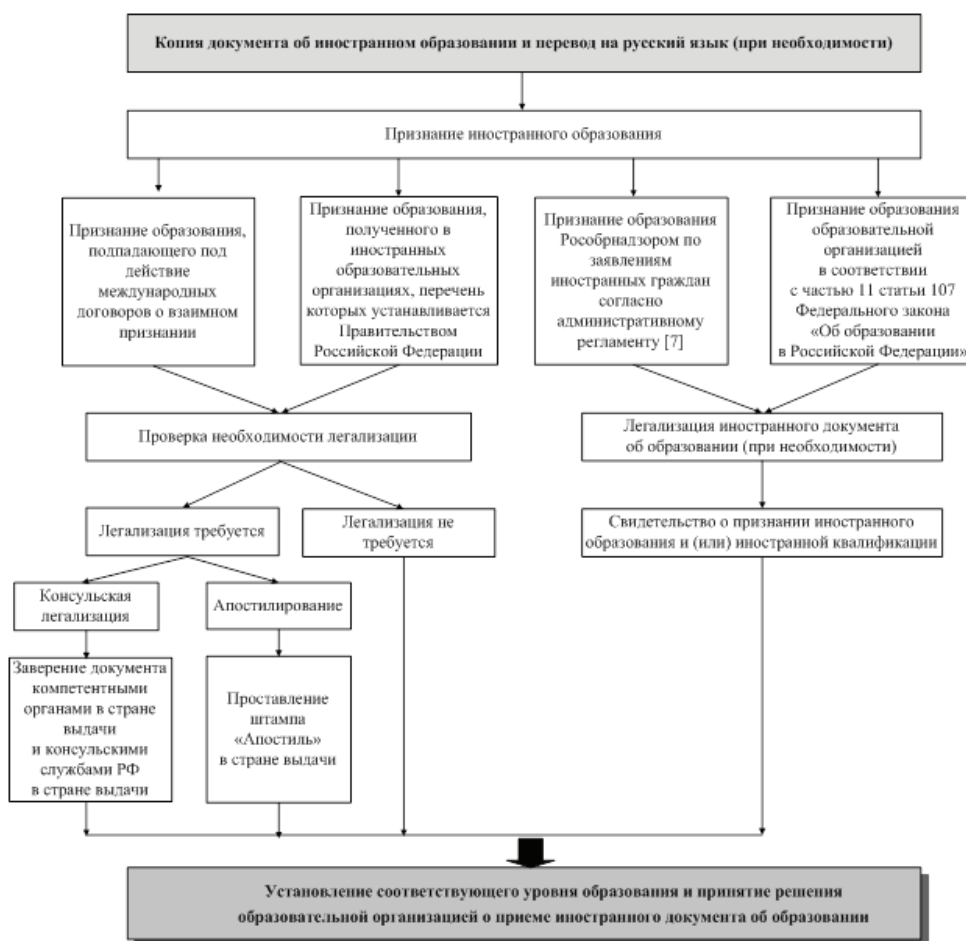 Копия документа об иностранном образовании и перевод на русский язык (при необходимости)
Признание иностранного образования
Признание образования,
подпадающего под
действие
международных
договоров о взаимном
признании
Признание образования,
полученного в
иностранных
образовательных
организациях, перечень
которых устанавливается
Правительством
Российской Федерации
Признание образования
Рособрнадзором по
заявлениям
иностранных граждан
согласно
административному
регламенту [7]
Признание образования
образовательной
организацией
в соответствии
с частью 11 статьи 107
Федерального закона
«Об образовании
в Российской Федерации»
Проверка необходимости легализации
Легализация иностранного документа
об образовании (при необходимости)
Легализация требуется
Легализация не
требуется
Свидетельство о признании иностранного
образования и (или) иностранной квалификации
Консульская
легализация
Апостилирование
Заверение документа
компетентными
органами в стране
выдачи
и консульскими
службами РФ
в стране выдачи
Проставление
штампа
«Апостиль»
в стране выдачи
Установление соответствующего уровня образования и принятие решения
образовательной организацией о приеме иностранного документа об образовании